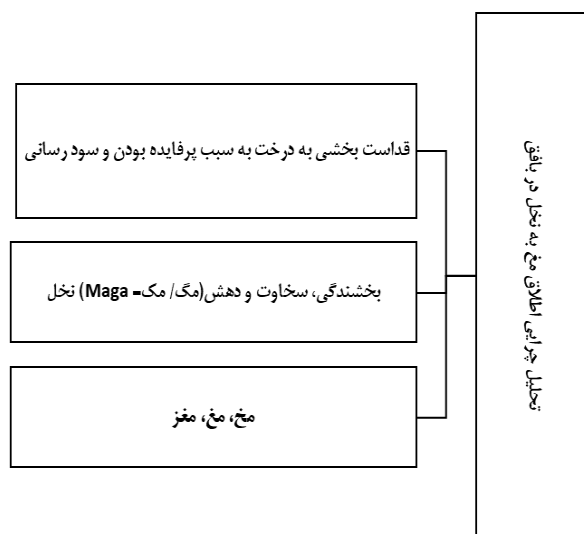 تحلیل چرایی اطلاق مغ به نخل در بافق
قداست بخشی به درخت به سبب پرفایده بودن و سود رسانی
بخشندگی، سخاوت و دهش(مگ/ مک= Maga) نخل
مخ، مغ، مغز